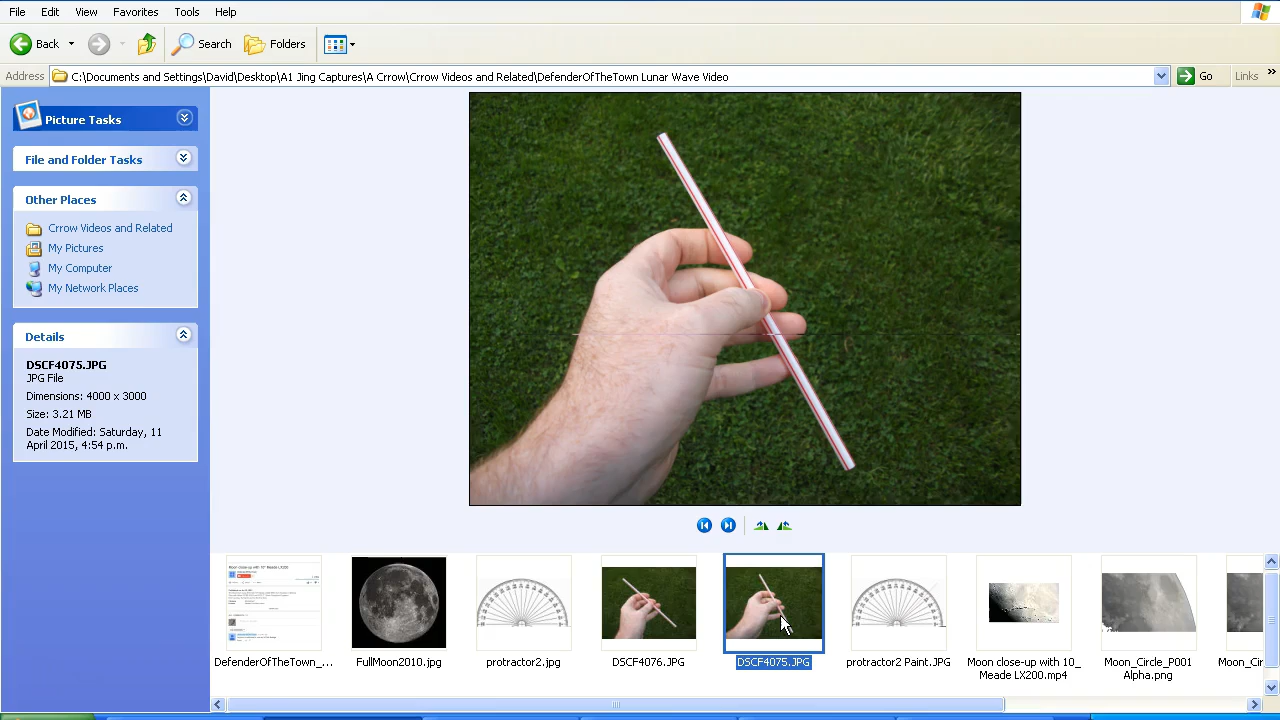 File Edit View Favorites Tools Help
Back Search Folders
Address C:\Documents and Settings\David\Desktop\A1 Jing Captures\A Crrow\Crrow Videos and Related\DefenderOfTheTown Lunar Wave Video Go Links »
Picture Tasks
File and Folder Tasks
Other Places
Crrow Videos and Related
My Pictures
My Computer
My Network Places
Details
DSCF4075.JPG
JPG File
Dimensions: 4000 x 3000
Size: 3.21 MB
Date Modified: Saturday, 11
April 2015, 4:54 p.m.
DefenderOfTheTown_... FullMoon2010.jpg protractor2.jpg DSCF4076.JPG DSCF4075.JPG protractor2 Paint.JPG Moon close-up with 10_ Moon_Circle_P001 Moon_Cir
Meade LX200.mp4 Alpha.png